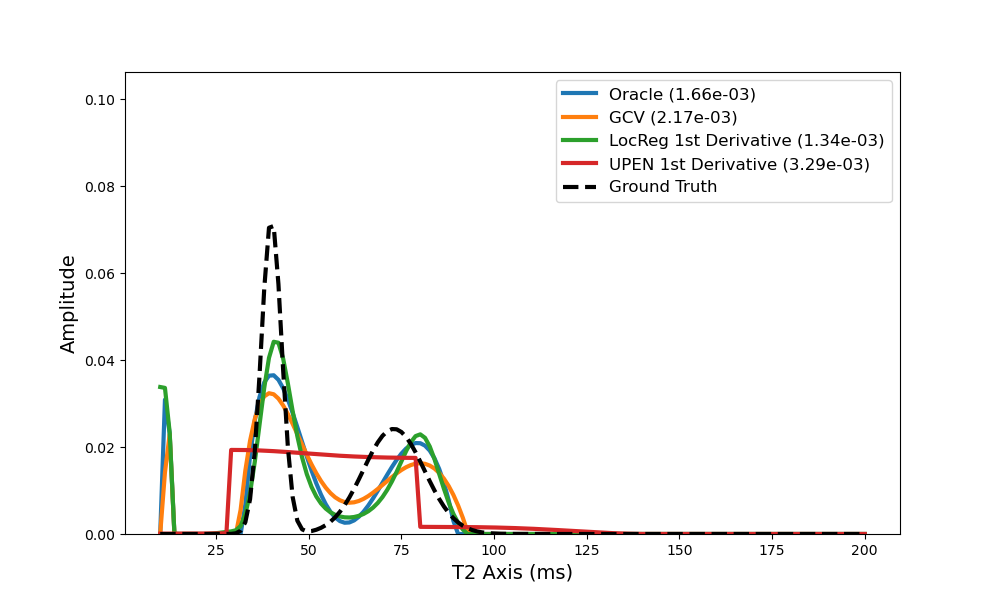 Oracle (1.66e-03)
GCV (2.17e-03)
LocReg 1st Derivative (1.34e-03)
UPEN 1st Derivative (3.29e-03)
Ground Truth
0.10
0.08
0.06
0.04
0.02
0.00
Amplitude
25 50 75 100 125 150 175 200
T2 Axis (ms)